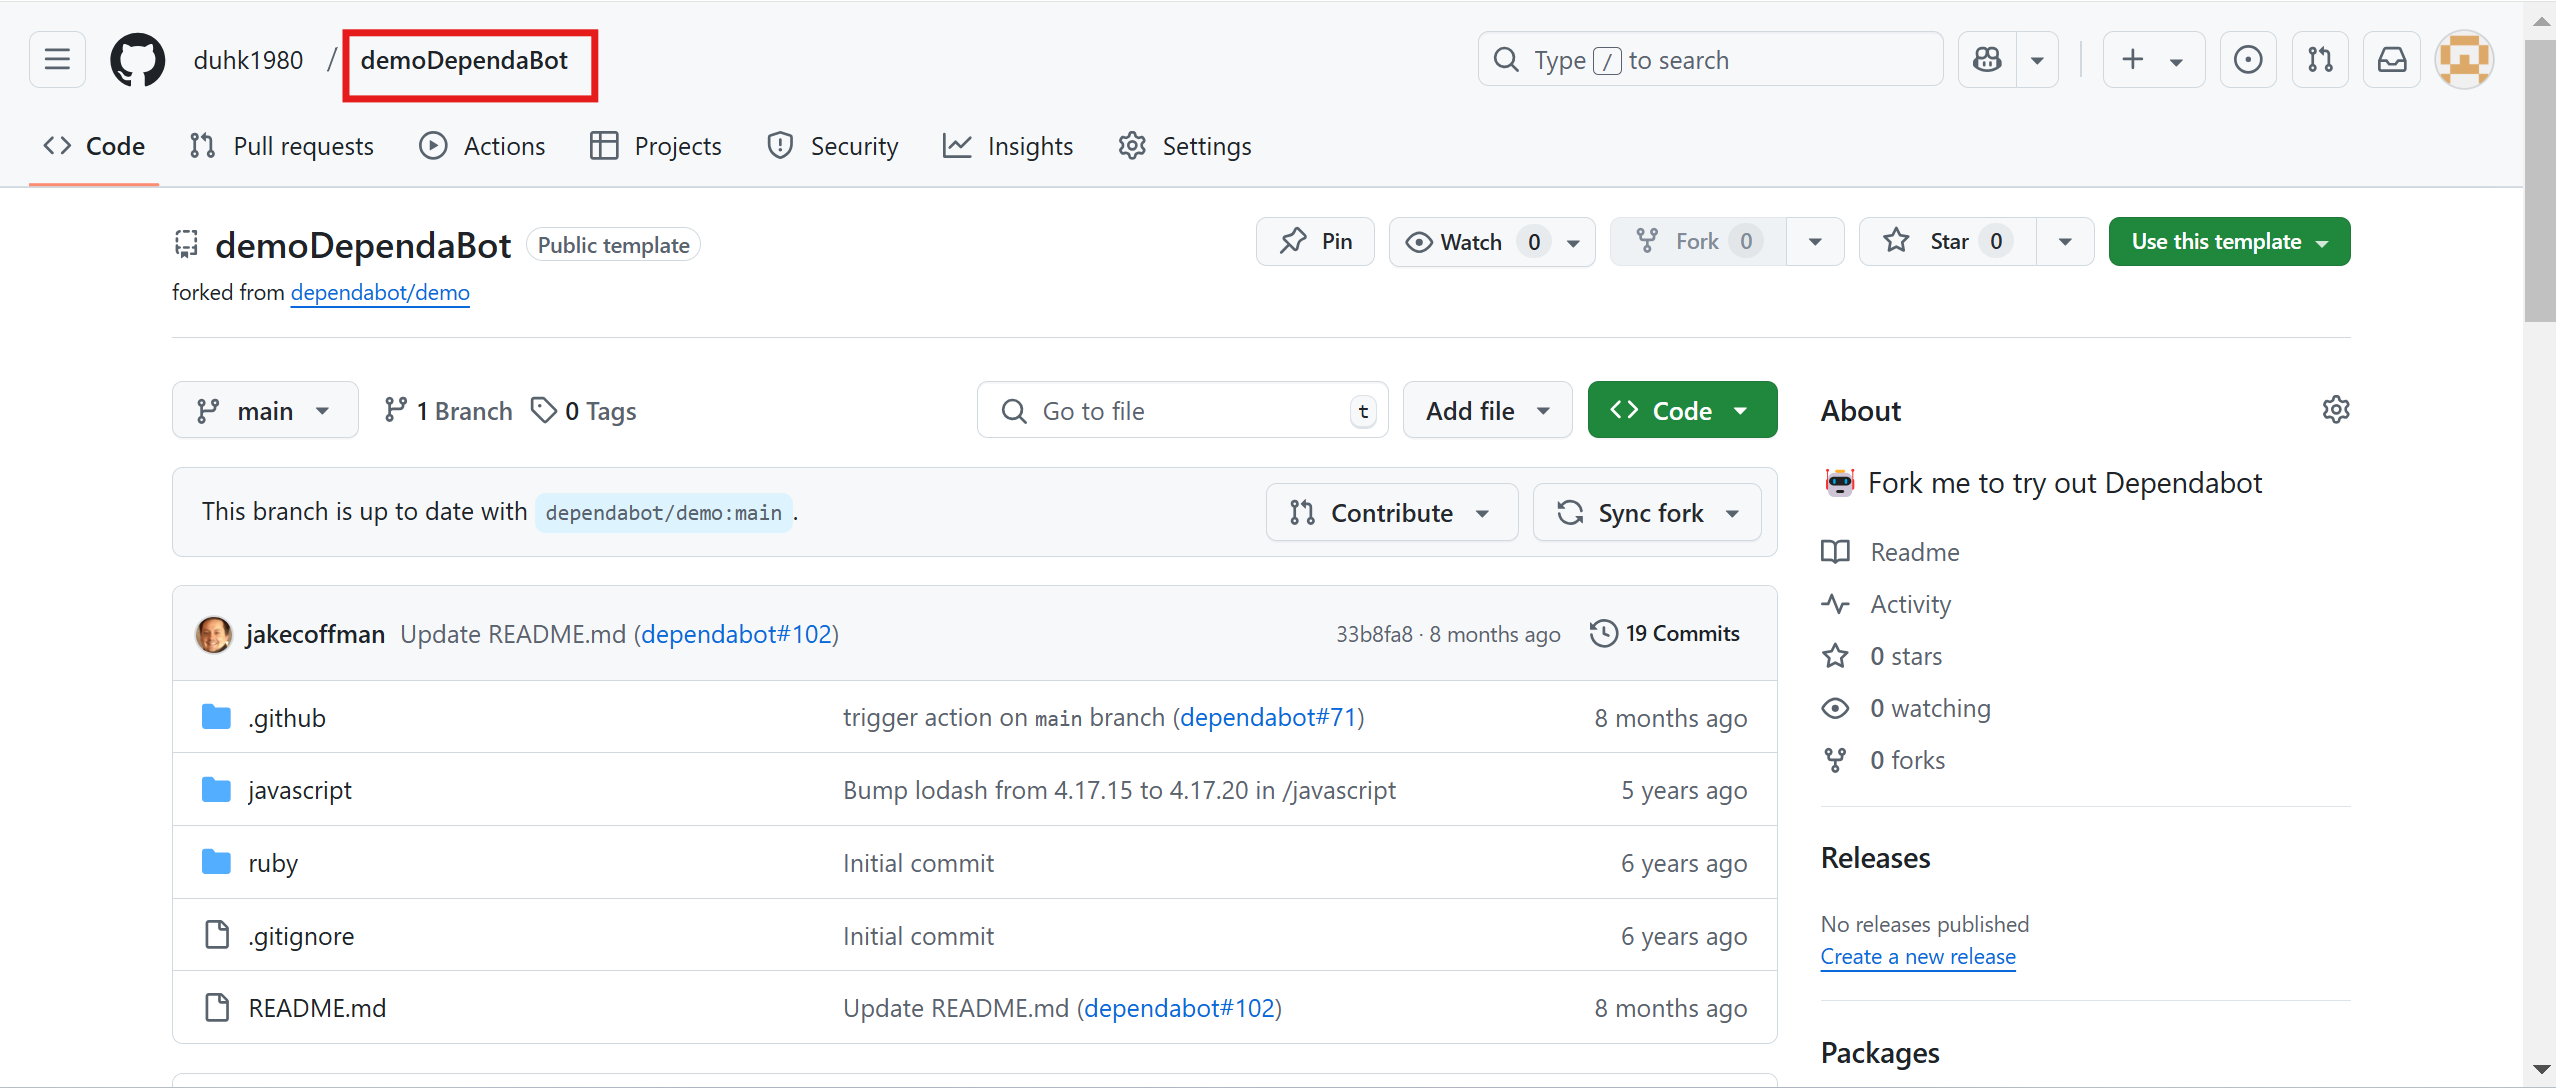 duhk1980 / demoDependaBot
Type / to search
Code Pull requests Actions Projects Security Insights Settings
demoDependaBot Public template
Pin Watch 0 Fork 0 Star 0 Use this template
forked from dependabot/demo
main 1 Branch 0 Tags Go to file t Add file Code
This branch is up to date with dependabot/demo:main . Contribute Sync fork
jakecoffman Update README.md (dependabot#102) 33b8fa8 · 8 months ago 19 Commits
.github trigger action on main branch (dependabot#71) 8 months ago
javascript Bump lodash from 4.17.15 to 4.17.20 in /javascript 5 years ago
ruby Initial commit 6 years ago
.gitignore Initial commit 6 years ago
README.md Update README.md (dependabot#102) 8 months ago
About
Fork me to try out Dependabot
Readme
Activity
0 stars
0 watching
0 forks
Releases
No releases published
Create a new release
Packages